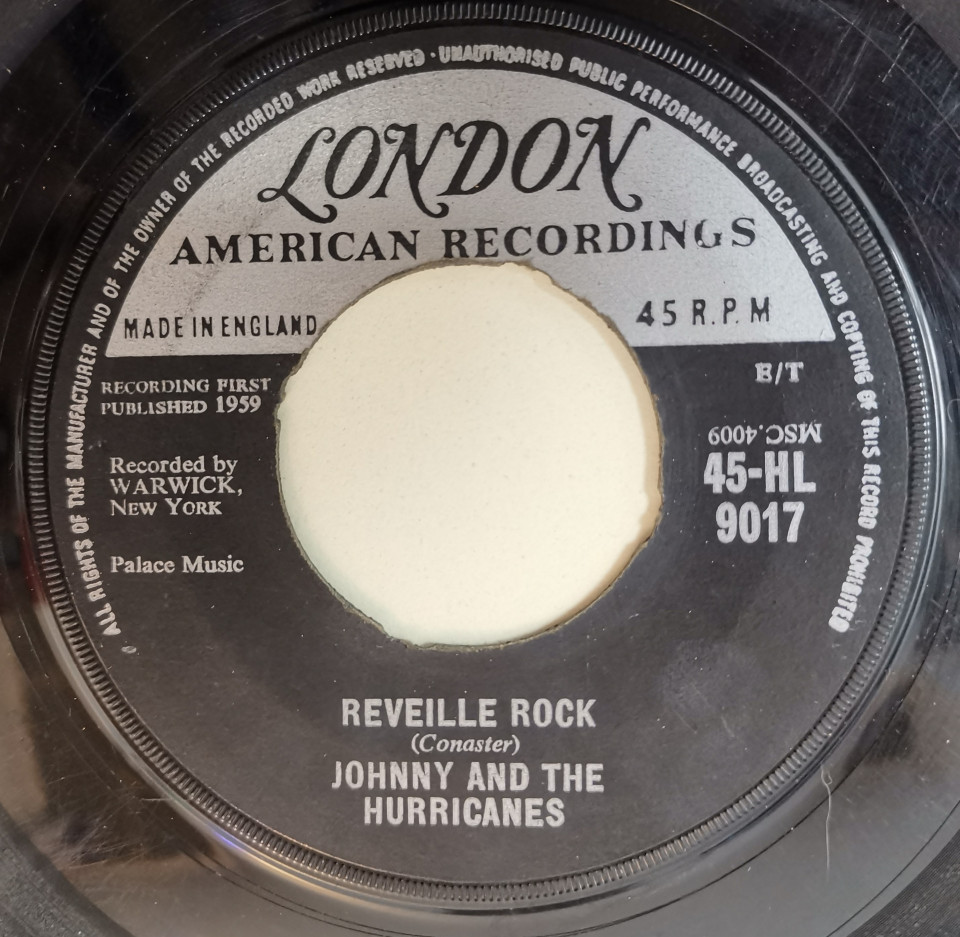 ALL RIGHTS OF THE MANUFACTURER AND OF THE OWNER OF THE RECORDED WORK RESERVED · UNAUTHORISED PUBLIC PERFORMANCE BROADCASTING AND COPYING OF THIS RECORD PROHIBITED
LONDON
AMERICAN RECORDINGS
MADE IN ENGLAND
45 R.P.M
RECORDING FIRST
PUBLISHED 1959
Recorded by
WARWICK,
NEW YORK
Palace Music
B/T
MSC.4009
45-HL
9017
REVEILLE ROCK
(Conaster)
JOHNNY AND THE
HURRICANES